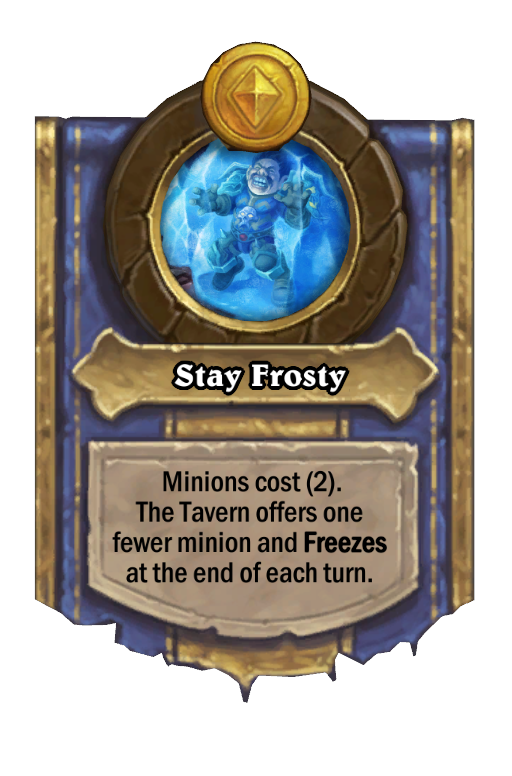 Stay Frosty
Minions cost (2).
The Tavern offers one
fewer minion and Freezes
at the end of each turn.